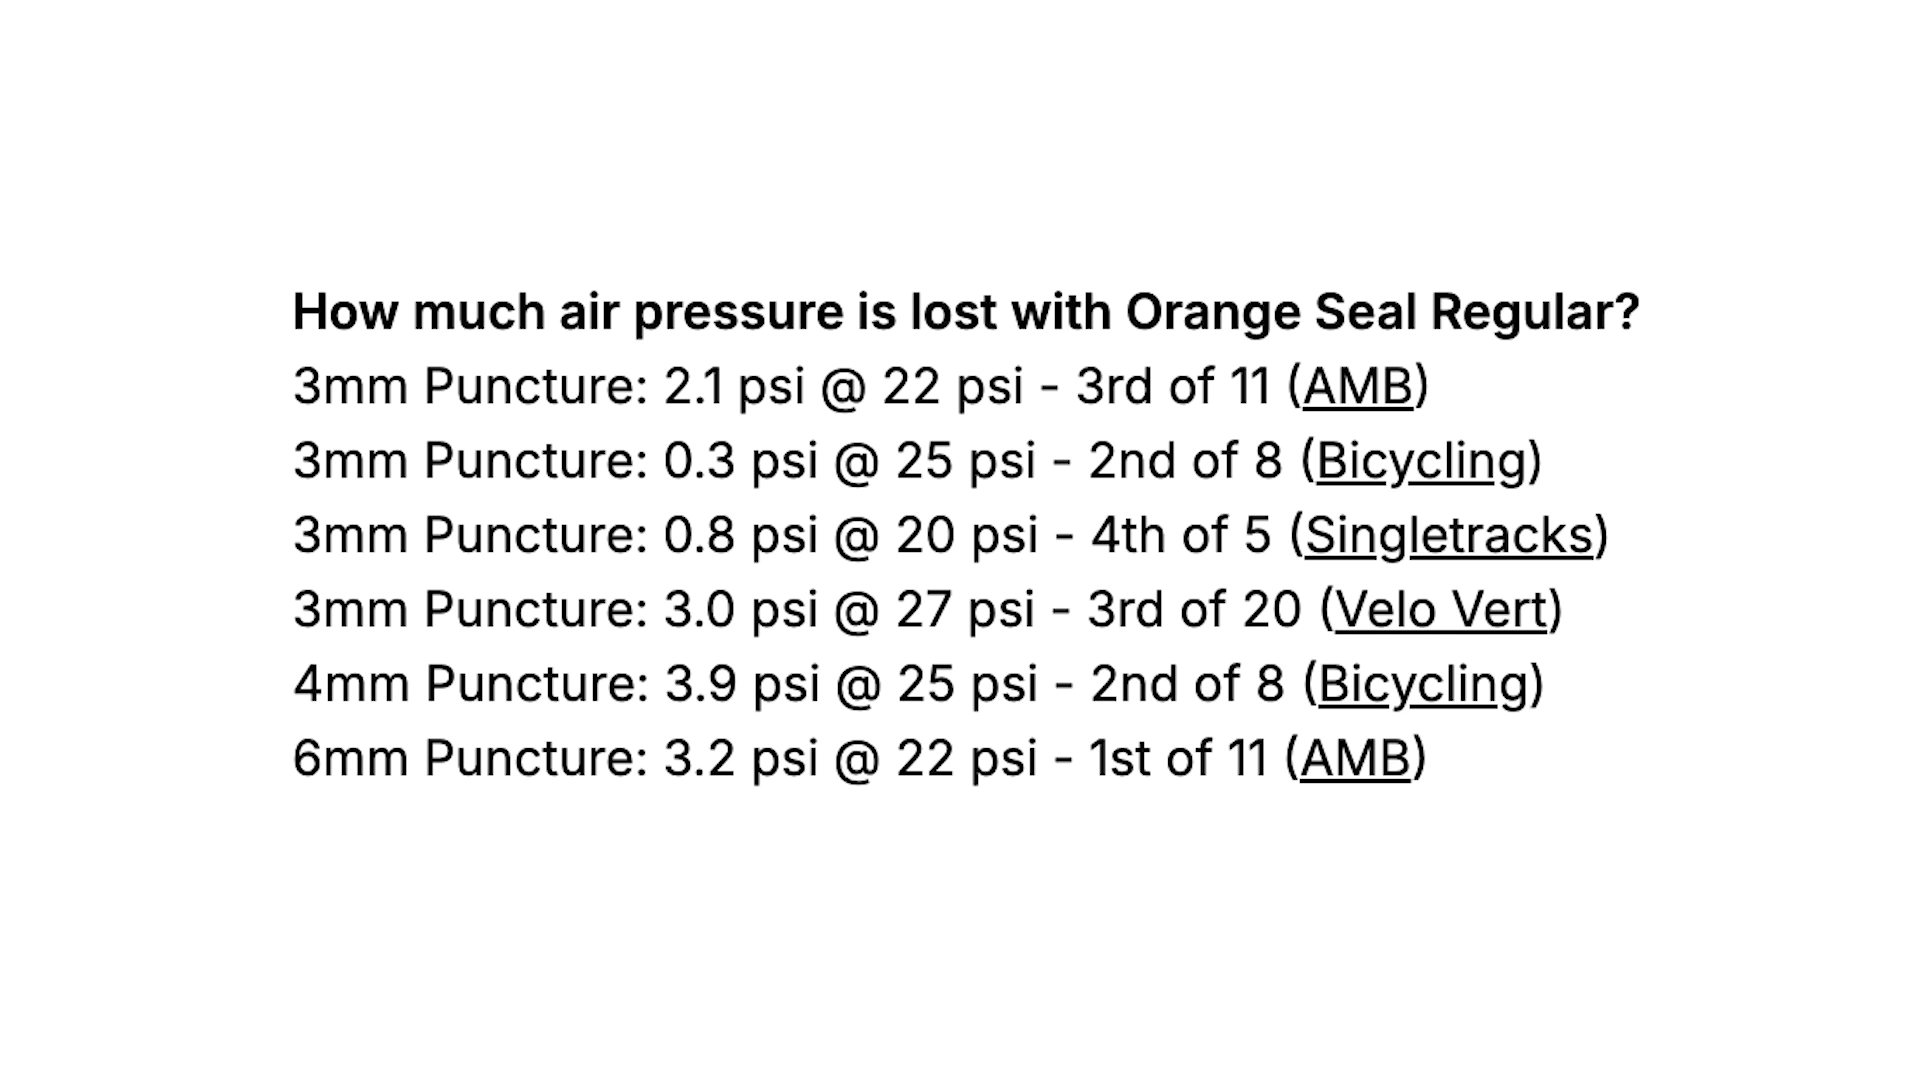 How much air pressure is lost with Orange Seal Regular?
3mm Puncture: 2.1 psi @ 22 psi - 3rd of 11 (AMB)
3mm Puncture: 0.3 psi @ 25 psi - 2nd of 8 (Bicycling)
3mm Puncture: 0.8 psi @ 20 psi - 4th of 5 (Singletracks)
3mm Puncture: 3.0 psi @ 27 psi - 3rd of 20 (Velo Vert)
4mm Puncture: 3.9 psi @ 25 psi - 2nd of 8 (Bicycling)
6mm Puncture: 3.2 psi @ 22 psi - 1st of 11 (AMB)